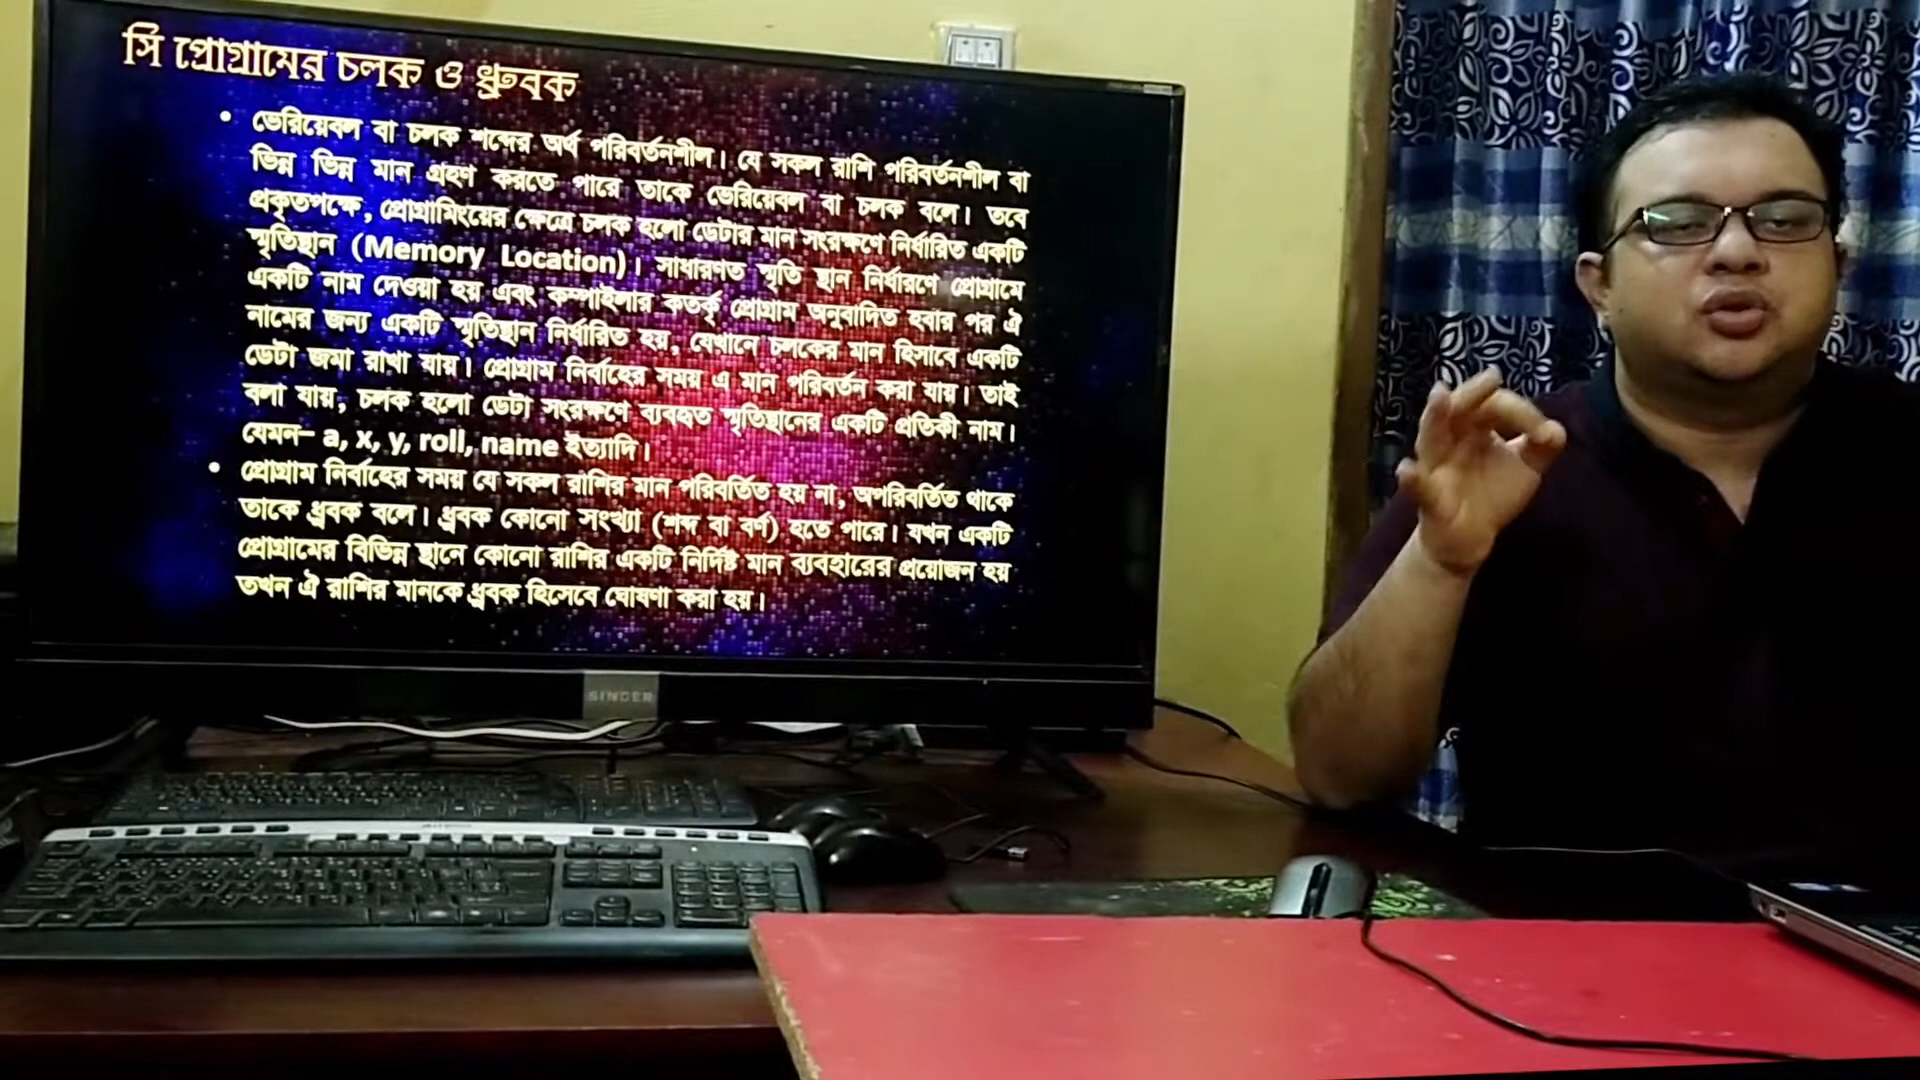 সি প্রোগ্রামের চলক ও ধ্রুবক
• ভেরিয়েবল বা চলক শব্দের অর্থ পরিবর্তনশীল। যে সকল রাশি পরিবর্তনশীল বা
ভিন্ন ভিন্ন মান গ্রহণ করতে পারে তাকে ভেরিয়েবল বা চলক বলে। তবে
প্রকৃতপক্ষে, প্রোগ্রামিংয়ের ক্ষেত্রে চলক হলো ডেটার মান সংরক্ষণে নির্ধারিত একটি
স্মৃতিস্থান (Memory Location)। সাধারণত স্মৃতি স্থান নির্ধারণে প্রোগ্রামে
একটি নাম দেওয়া হয় এবং কম্পাইলার কতর্কৃ প্রোগ্রাম অনুবাদিত হবার পর ঐ
নামের জন্য একটি স্মৃতিস্থান নির্ধারিত হয়, যেখানে চলকের মান হিসাবে একটি
ডেটা জমা রাখা যায়। প্রোগ্রাম নির্বাহের সময় এ মান পরিবর্তন করা যায়। তাই
বলা যায়, চলক হলো ডেটা সংরক্ষণে ব্যবহৃত স্মৃতিস্থানের একটি প্রতিকী নাম।
যেমন– a, x, y, roll, name ইত্যাদি।
• প্রোগ্রাম নির্বাহের সময় যে সকল রাশির মান পরিবর্তিত হয় না, অপরিবর্তিত থাকে
তাকে ধ্রুবক বলে। ধ্রুবক কোনো সংখ্যা (শব্দ বা বর্ণ) হতে পারে। যখন একটি
প্রোগ্রামের বিভিন্ন স্থানে কোনো রাশির একটি নির্দিষ্ট মান ব্যবহারের প্রয়োজন হয়
তখন ঐ রাশির মানকে ধ্রুবক হিসেবে ঘোষণা করা হয়।
SINGER